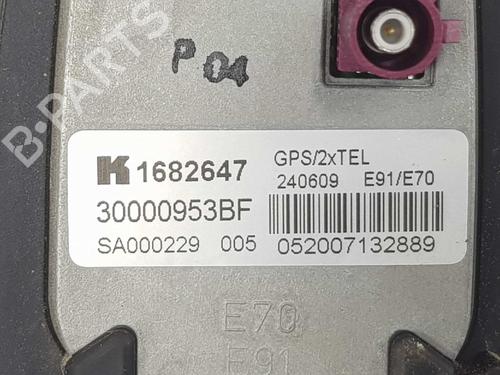 B-PARTS
P 04
K 1682647 GPS/2xTEL
240609 E91/E70
30000953BF
SA000229 005 052007132889
E70
E91